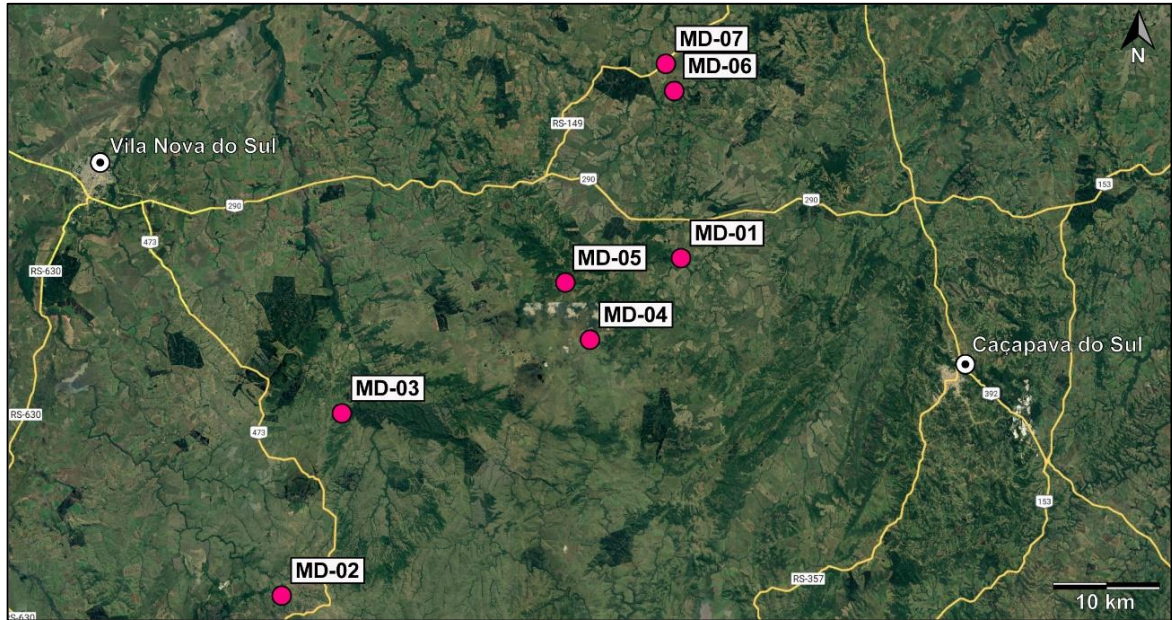 MD-07
N
MD-06
RS-149
Vila Nova do Sul
290
153
290
290
473
MD-01
RS-630
MD-05
MD-04
Caçapava do Sul
MD-03
392
RS-630
473
153
MD-02
RS-357
10 km